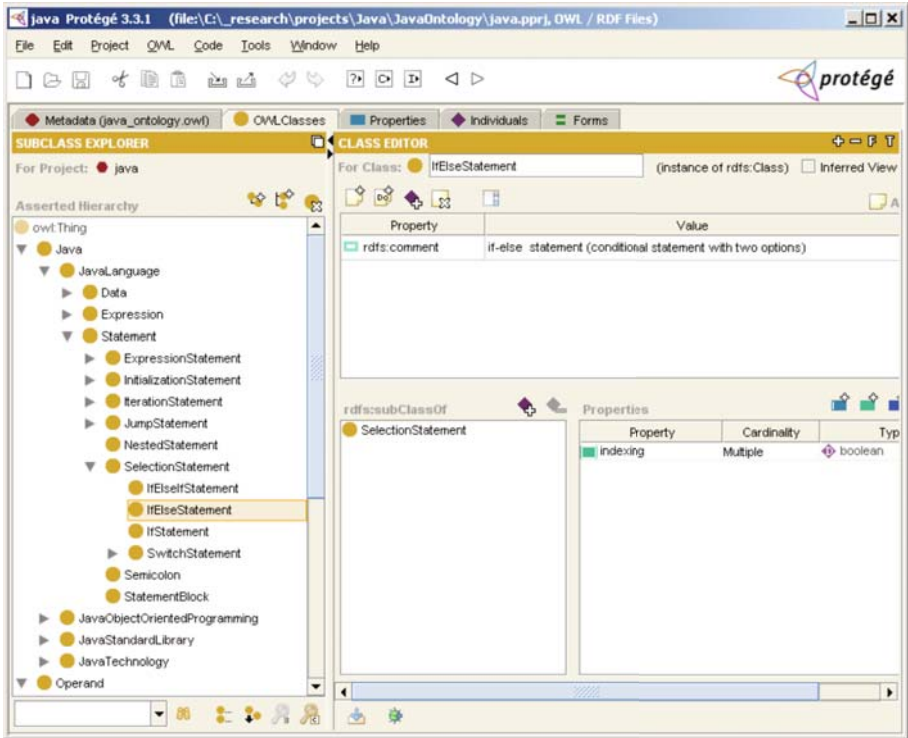 java Protégé 3.3.1 (file:\C:\_research\projects\Java\JavaOntology\java.pprj, OWL / RDF Files)
File Edit Project OWL Code Tools Window Help
protégé
Metadata (java_ontology.owl) OWLClasses Properties Individuals Forms
SUBCLASS EXPLORER
For Project: java
Asserted Hierarchy
owl:Thing
Java
JavaLanguage
Data
Expression
Statement
ExpressionStatement
InitializationStatement
IterationStatement
JumpStatement
NestedStatement
SelectionStatement
IfElseIfStatement
IfElseStatement
IfStatement
SwitchStatement
Semicolon
StatementBlock
JavaObjectOrientedProgramming
JavaStandardLibrary
JavaTechnology
Operand
CLASS EDITOR
For Class: IfElseStatement (instance of rdfs:Class) Inferred View
A
Property Value
rdfs:comment if-else statement (conditional statement with two options)
rdfs:subClassOf
SelectionStatement
Properties
Property Cardinality Typ
indexing Multiple boolean